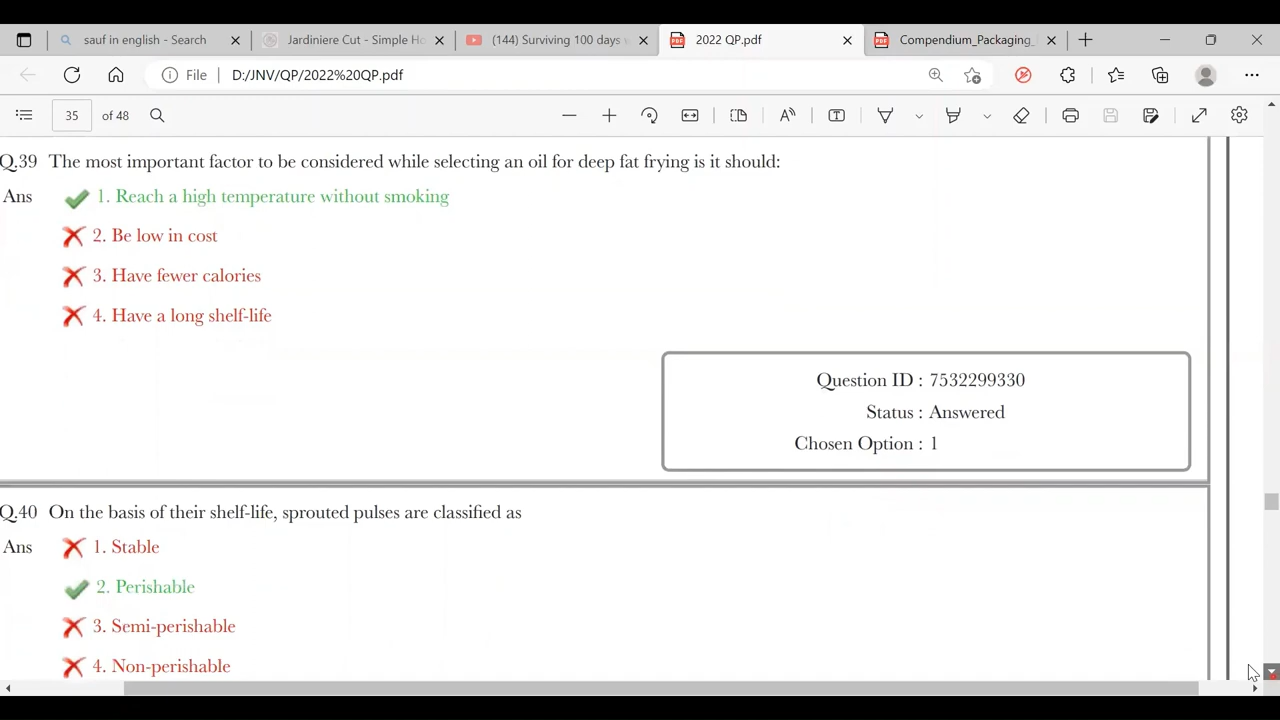 sauf in english - Search
Jardiniere Cut - Simple Ho
(144) Surviving 100 days
2022 QP.pdf
Compendium_Packaging_
File D:/JNV/QP/2022%20QP.pdf
35 of 48
Q.39 The most important factor to be considered while selecting an oil for deep fat frying is it should:
Ans 1. Reach a high temperature without smoking
2. Be low in cost
3. Have fewer calories
4. Have a long shelf-life
Question ID : 7532299330
Status : Answered
Chosen Option : 1
Q.40 On the basis of their shelf-life, sprouted pulses are classified as
Ans 1. Stable
2. Perishable
3. Semi-perishable
4. Non-perishable